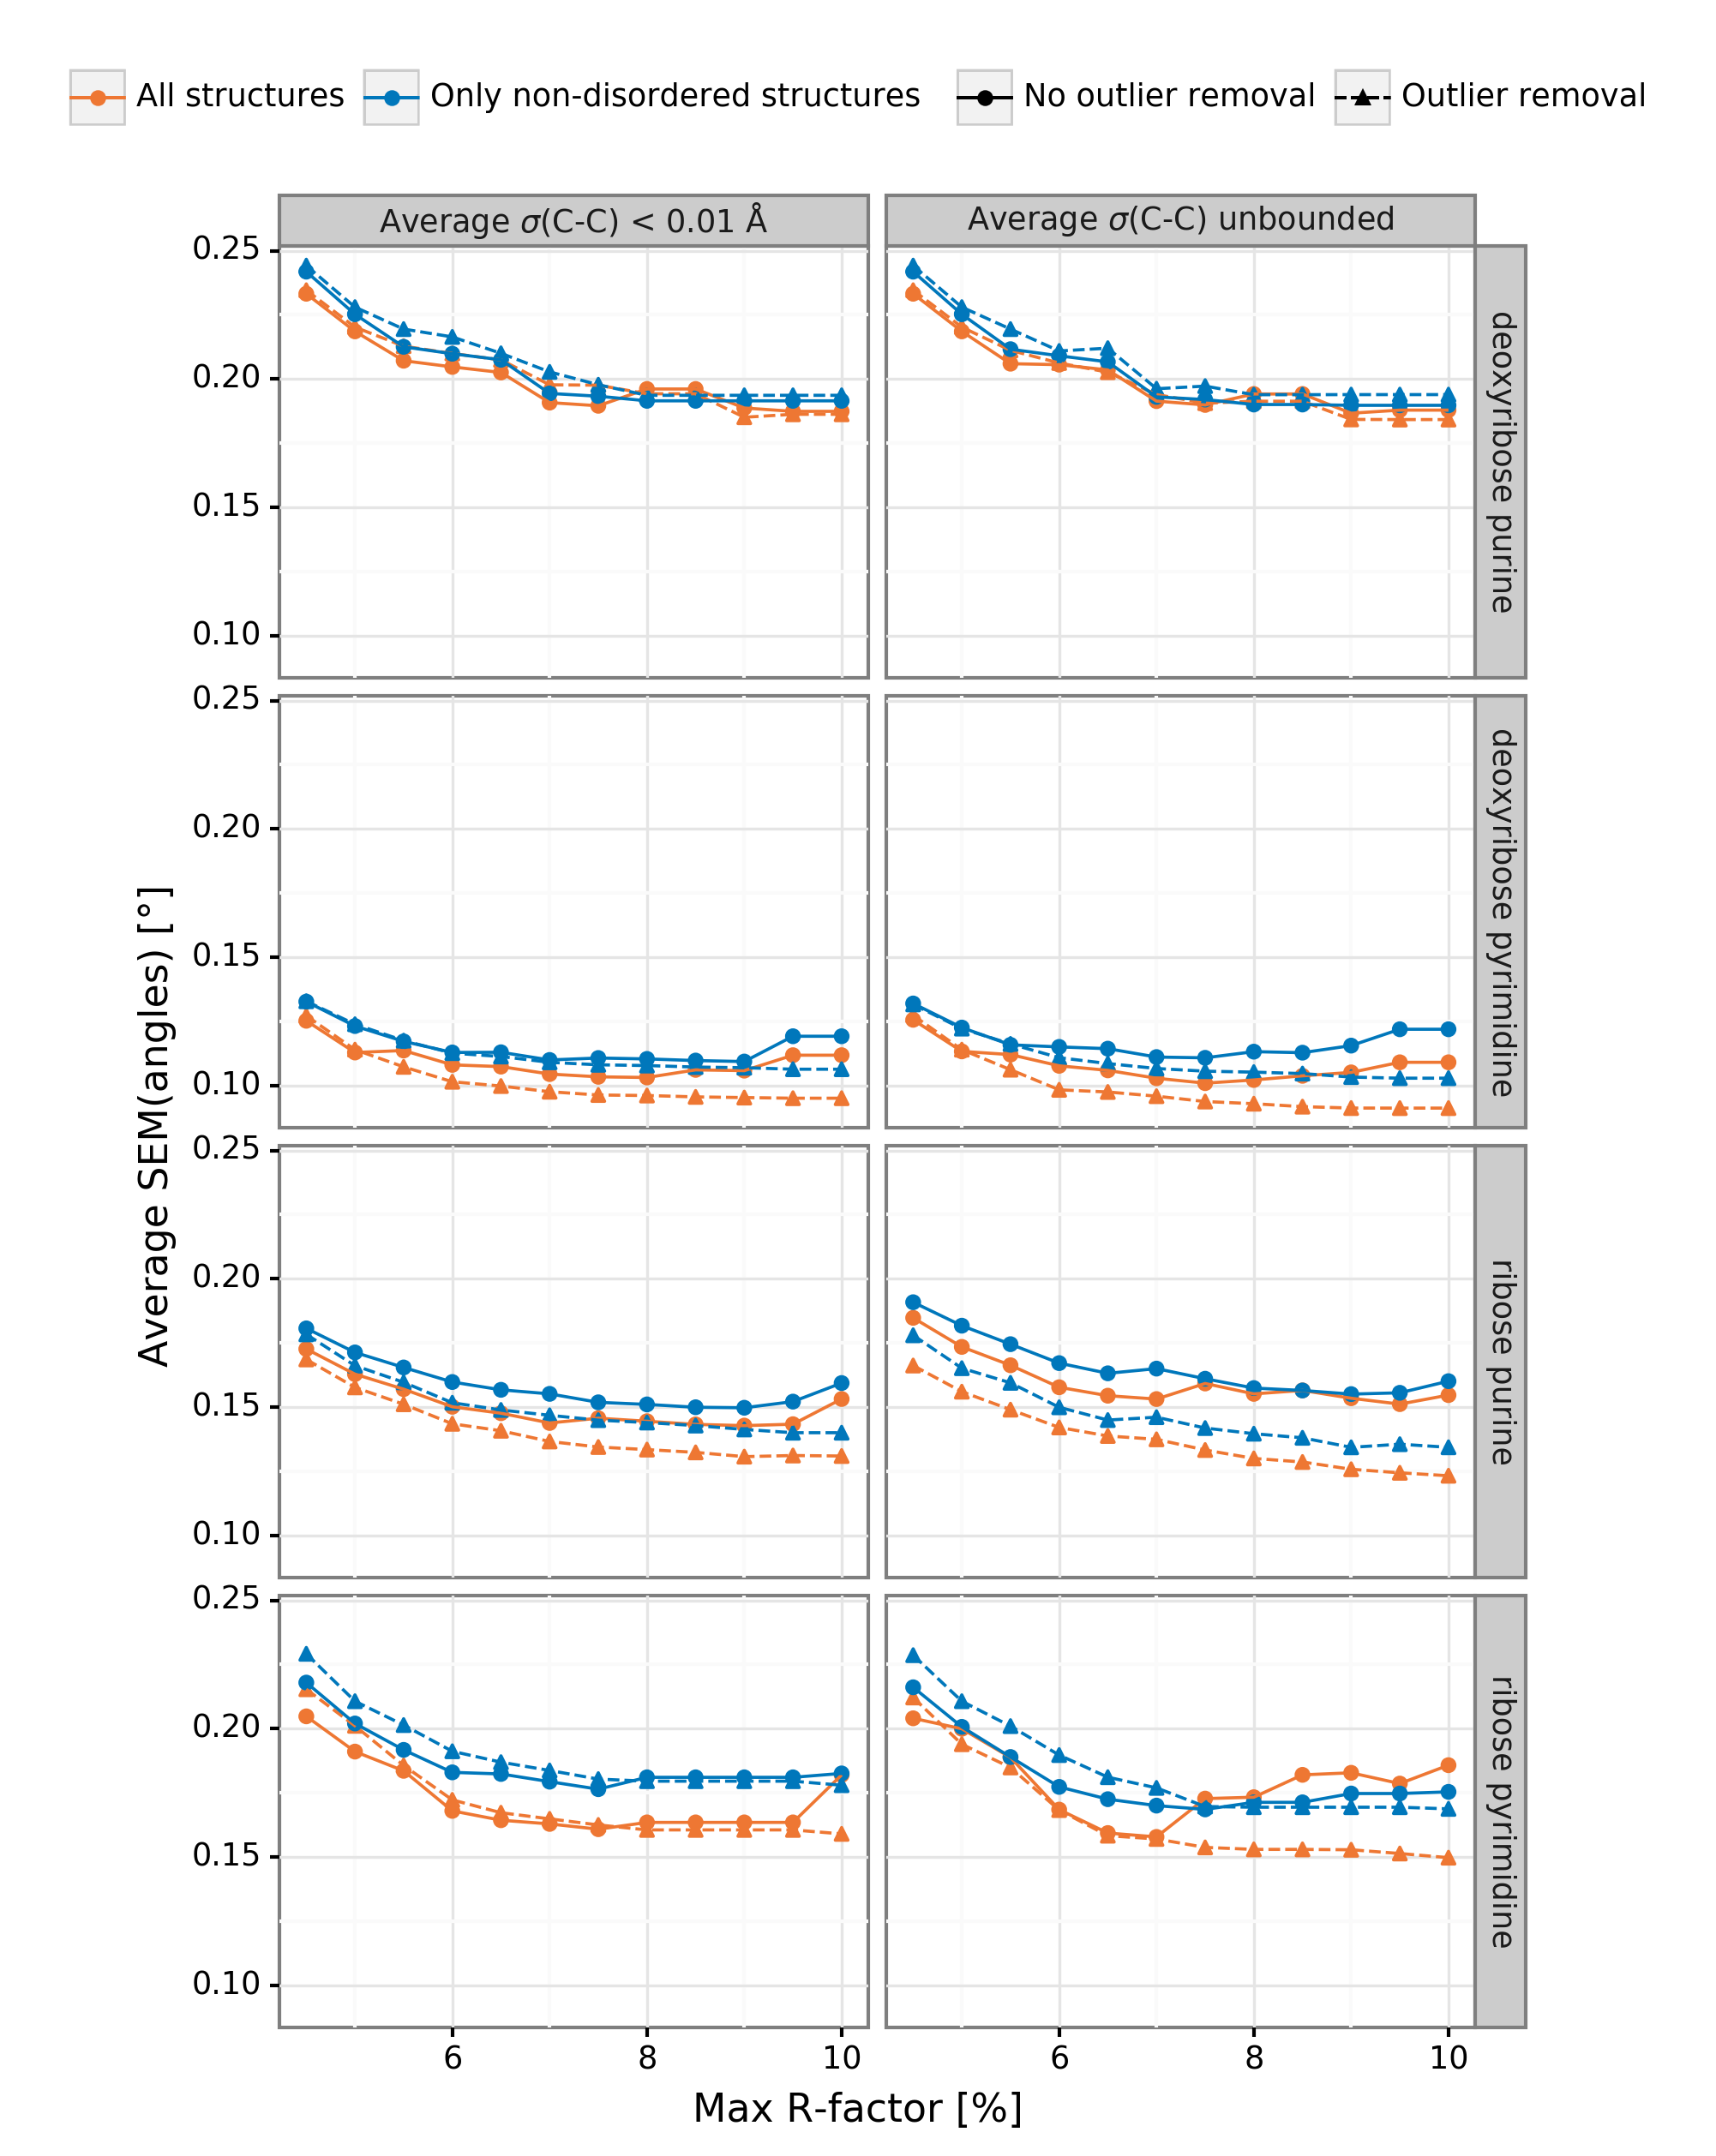 All structures
Only non-disordered structures
No outlier removal
Outlier removal
Average σ(C-C) < 0.01 Å
Average σ(C-C) unbounded
0.25
0.20
0.15
0.10
deoxyribose purine
0.25
0.20
0.15
0.10
deoxyribose pyrimidine
0.25
0.20
0.15
0.10
ribose purine
0.25
0.20
0.15
0.10
ribose pyrimidine
Average SEM(angles) [°]
6 8 10
6 8 10
Max R-factor [%]